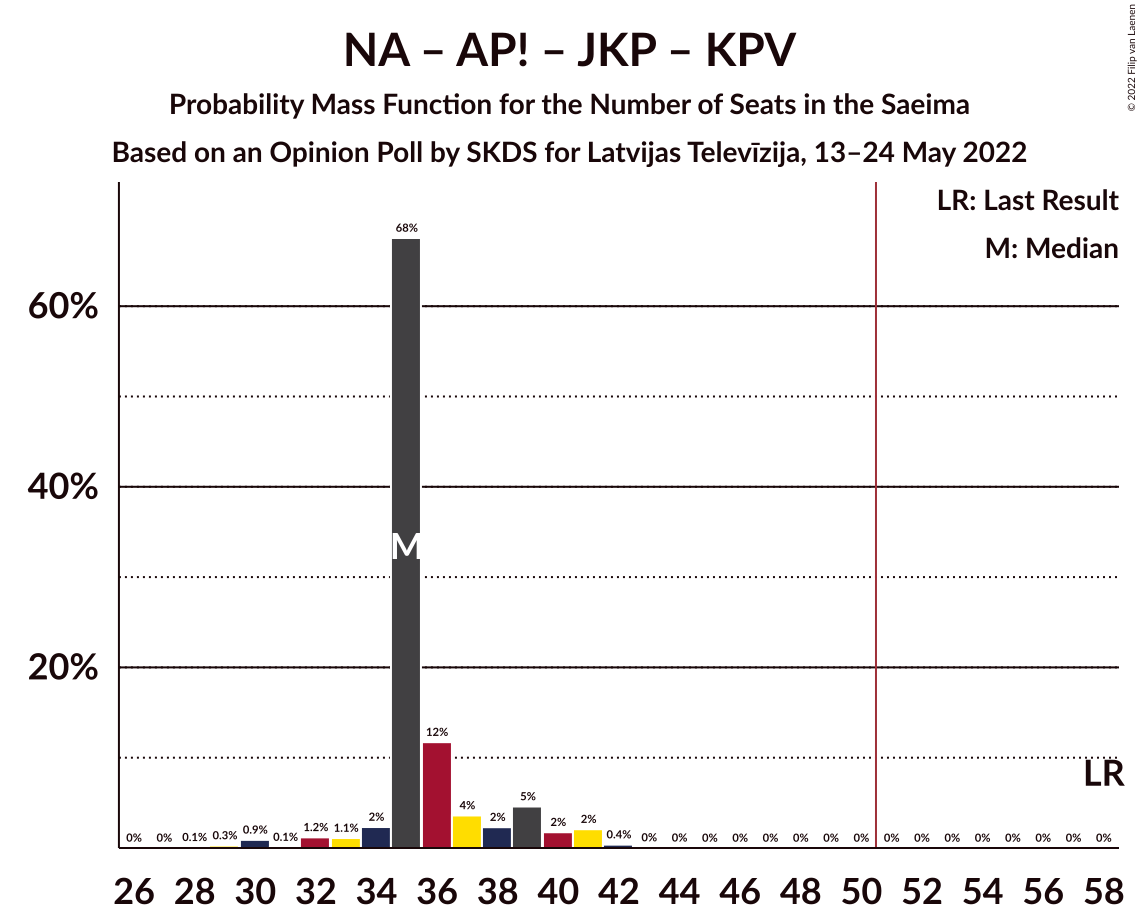 NA – AP! – JKP – KPV
Probability Mass Function for the Number of Seats in the Saeima
Based on an Opinion Poll by SKDS for Latvijas Televīzija, 13–24 May 2022
© 2022 Filip van Laenen
LR: Last Result
M: Median
68%
60%
40%
M
20%
12%
LR
0% 0% 0.1% 0.3% 0.9% 0.1% 1.2% 1.1% 2% 4% 2% 5% 2% 2% 0.4% 0% 0% 0% 0% 0% 0% 0% 0% 0% 0% 0% 0% 0% 0% 0% 0%
26 28 30 32 34 36 38 40 42 44 46 48 50 52 54 56 58